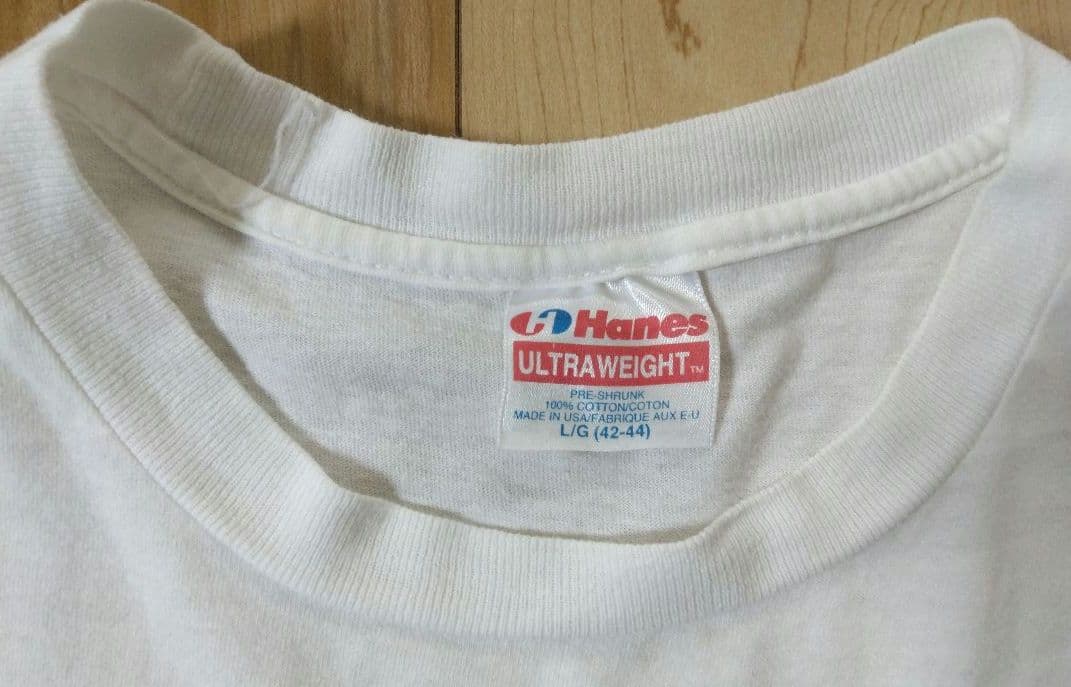 Hanes
ULTRAWEIGHT™
PRE-SHRUNK
100% COTTON/COTON
MADE IN USA/FABRIQUE AUX E-U
L/G (42-44)